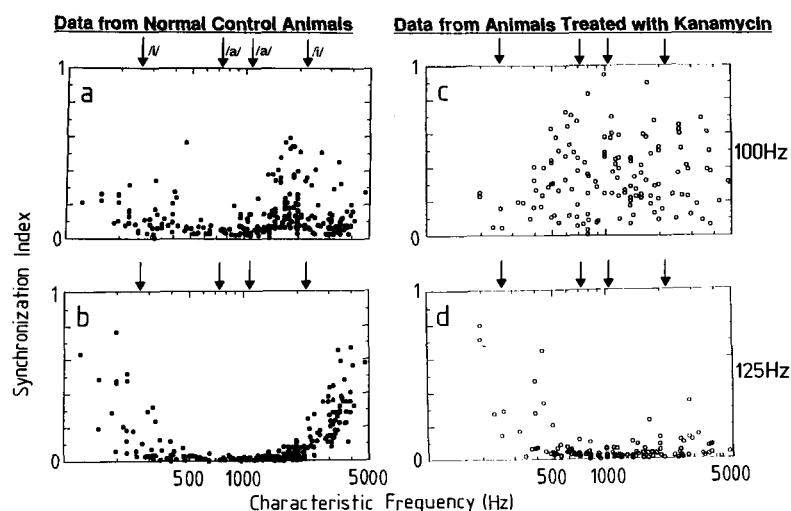 Data from Normal Control Animals
Data from Animals Treated with Kanamycin
/i/ /a/ /a/ /i/
1
a
0
1
c
0
100Hz
Synchronization Index
1
b
0
1
d
0
125Hz
500 1000 5000
500 1000 5000
Characteristic Frequency (Hz)